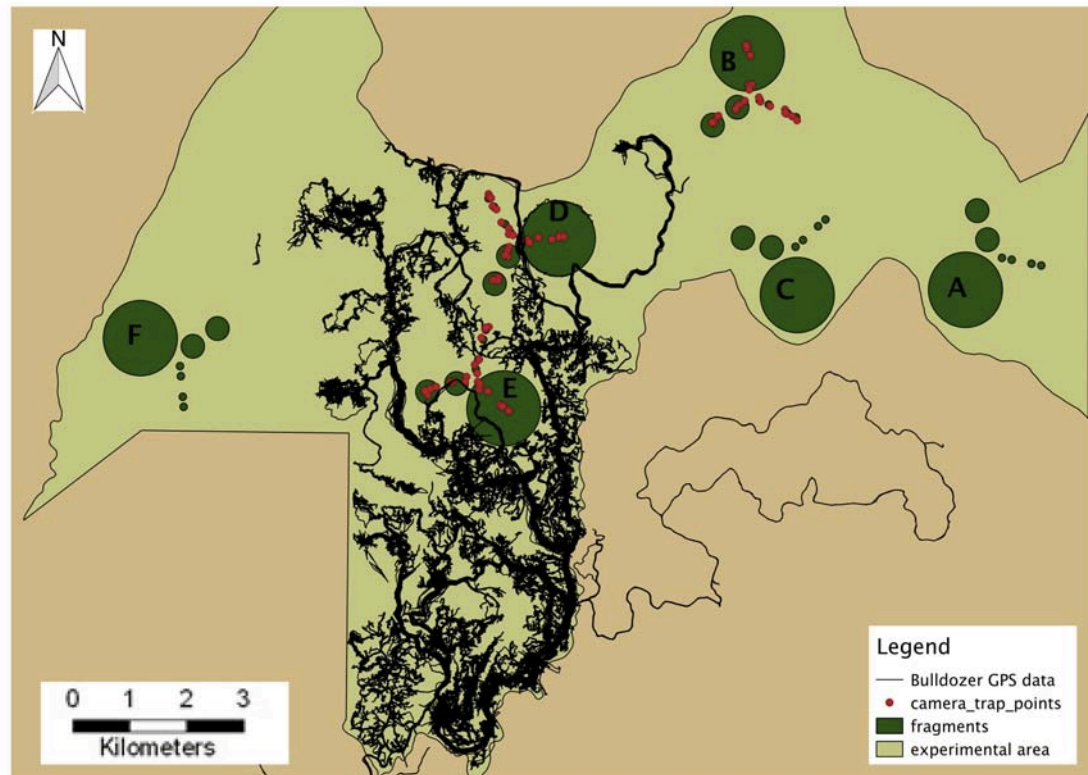 N
B
D
C
A
F
E
0 1 2 3
Kilometers
Legend
Bulldozer GPS data
camera_trap_points
fragments
experimental area